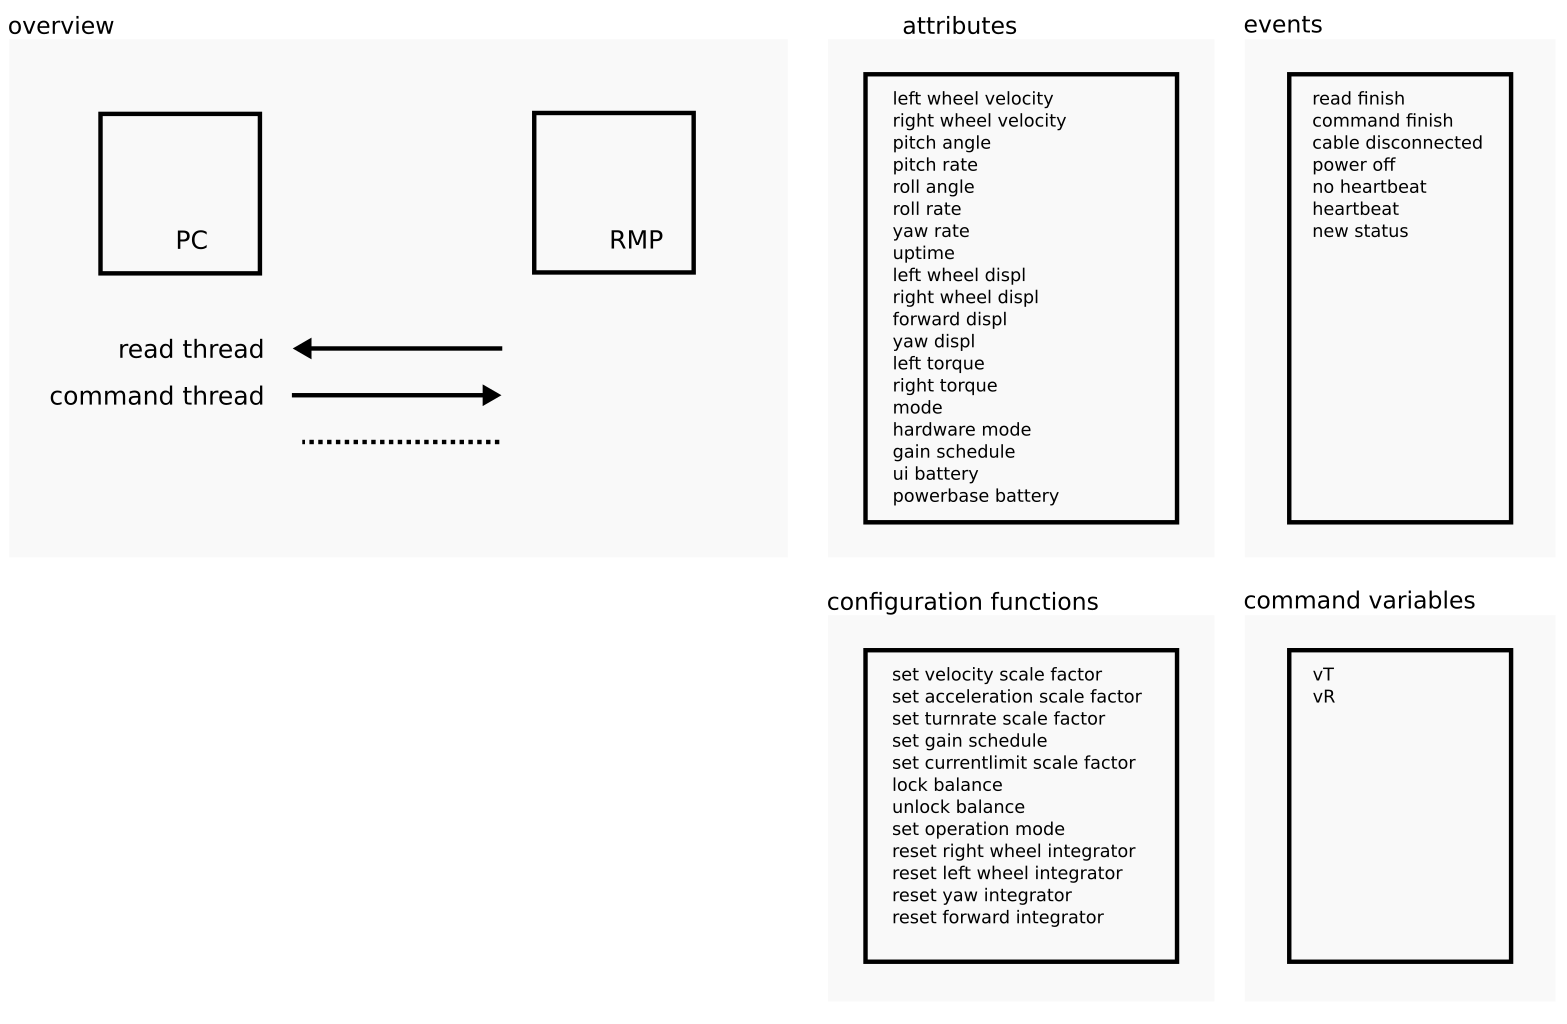 overview
PC
RMP
read thread
command thread
attributes
left wheel velocity
right wheel velocity
pitch angle
pitch rate
roll angle
roll rate
yaw rate
uptime
left wheel displ
right wheel displ
forward displ
yaw displ
left torque
right torque
mode
hardware mode
gain schedule
ui battery
powerbase battery
events
read finish
command finish
cable disconnected
power off
no heartbeat
heartbeat
new status
configuration functions
set velocity scale factor
set acceleration scale factor
set turnrate scale factor
set gain schedule
set currentlimit scale factor
lock balance
unlock balance
set operation mode
reset right wheel integrator
reset left wheel integrator
reset yaw integrator
reset forward integrator
command variables
vT
vR